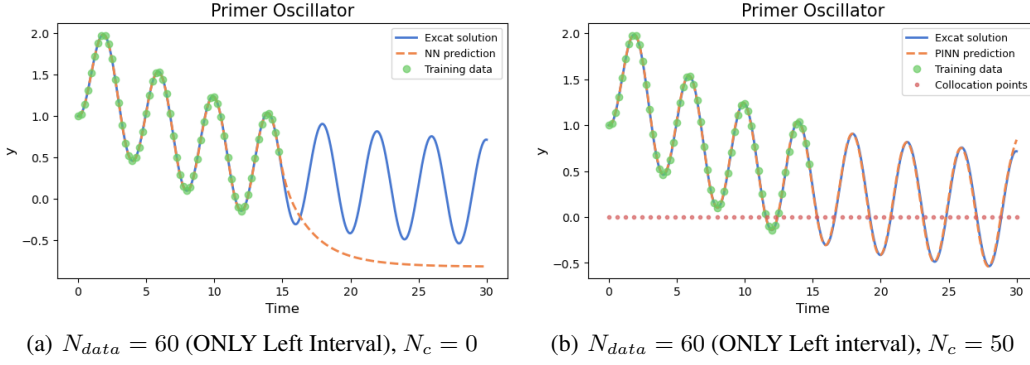 Primer Oscillator
Excat solution
NN prediction
Training data
2.0
1.5
1.0
0.5
0.0
−0.5
y
0
5
10
15
20
25
30
Time
(a) N_data = 60 (ONLY Left Interval), N_c = 0
Primer Oscillator
Excat solution
PINN prediction
Training data
Collocation points
2.0
1.5
1.0
0.5
0.0
−0.5
y
0
5
10
15
20
25
30
Time
(b) N_data = 60 (ONLY Left interval), N_c = 50